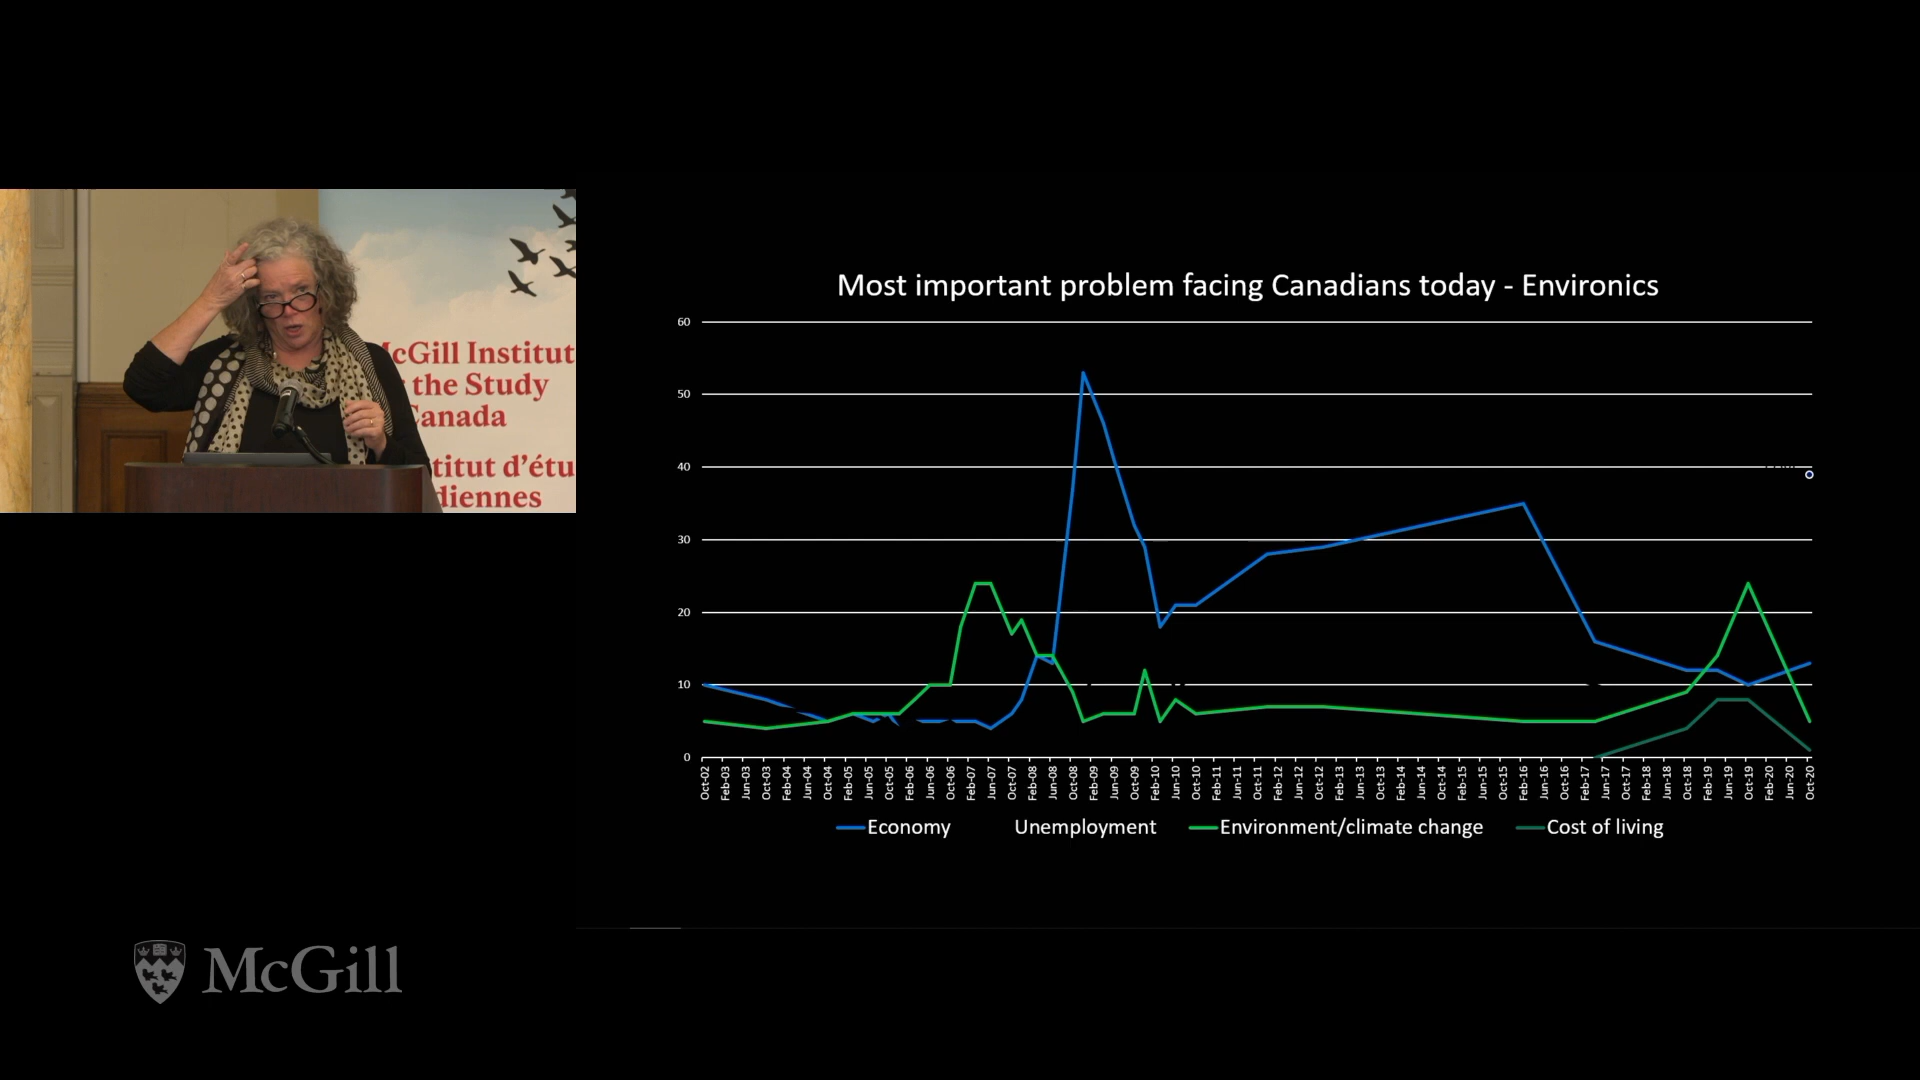 cGill Institut
the Study
anada
titut d'étu
diennes
Most important problem facing Canadians today - Environics
60
50
40
30
20
10
0
Oct-02 Feb-03 Jun-03 Oct-03 Feb-04 Jun-04 Oct-04 Feb-05 Jun-05 Oct-05 Feb-06 Jun-06 Oct-06 Feb-07 Jun-07 Oct-07 Feb-08 Jun-08 Oct-08 Feb-09 Jun-09 Oct-09 Feb-10 Jun-10 Oct-10 Feb-11 Jun-11 Oct-11 Feb-12 Jun-12 Oct-12 Feb-13 Jun-13 Oct-13 Feb-14 Jun-14 Oct-14 Feb-15 Jun-15 Oct-15 Feb-16 Jun-16 Oct-16 Feb-17 Jun-17 Oct-17 Feb-18 Jun-18 Oct-18 Feb-19 Jun-19 Oct-19 Feb-20 Jun-20 Oct-20
Economy Unemployment Environment/climate change Cost of living
McGill